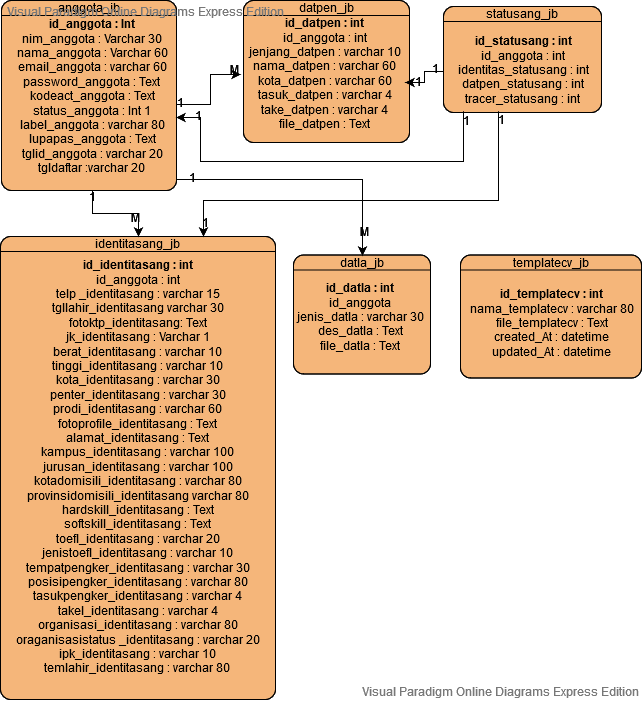 Visual Paradigm Online Diagrams Express Edition
anggota_jb
id_anggota : Int
nim_anggota : Varchar 30
nama_anggota : Varchar 60
email_anggota : varchar 60
password_anggota : Text
kodeact_anggota : Text
status_anggota : Int 1
label_anggota : varchar 80
lupapas_anggota : Text
tglid_anggota : varchar 20
tgldaftar :varchar 20
datpen_jb
id_datpen : int
id_anggota : int
jenjang_datpen : varchar 10
nama_datpen : varchar 60
kota_datpen : varchar 60
tasuk_datpen : varchar 4
take_datpen : varchar 4
file_datpen : Text
statusang_jb
id_statusang : int
id_anggota : int
identitas_statusang : int
datpen_statusang : int
tracer_statusang : int
1
M
1
1
1
1
1
1
1
M
1
M
identitasang_jb
id_identitasang : int
id_anggota : int
telp _identitasang : varchar 15
tgllahir_identitasang varchar 30
fotoktp_identitasang: Text
jk_identitasang : Varchar 1
berat_identitasang : varchar 10
tinggi_identitasang : varchar 10
kota_identitasang : varchar 30
penter_identitasang : varchar 30
prodi_identitasang : varchar 60
fotoprofile_identitasang : Text
alamat_identitasang : Text
kampus_identitasang : varchar 100
jurusan_identitasang : varchar 100
kotadomisili_identitasang : varchar 80
provinsidomisili_identitasang varchar 80
hardskill_identitasang : Text
softskill_identitasang : Text
toefl_identitasang : varchar 20
jenistoefl_identitasang : varchar 10
tempatpengker_identitasang : varchar 30
posisipengker_identitasang : varchar 80
tasukpengker_identitasang : varchar 4
takel_identitasang : varchar 4
organisasi_identitasang : varchar 80
oraganisasistatus _identitasang : varchar 20
ipk_identitasang : varchar 10
temlahir_identitasang : varchar 80
datla_jb
id_datla : int
id_anggota
jenis_datla : varchar 30
des_datla : Text
file_datla : Text
templatecv_jb
id_templatecv : int
nama_templatecv : varchar 80
file_templatecv : Text
created_At : datetime
updated_At : datetime
Visual Paradigm Online Diagrams Express Edition